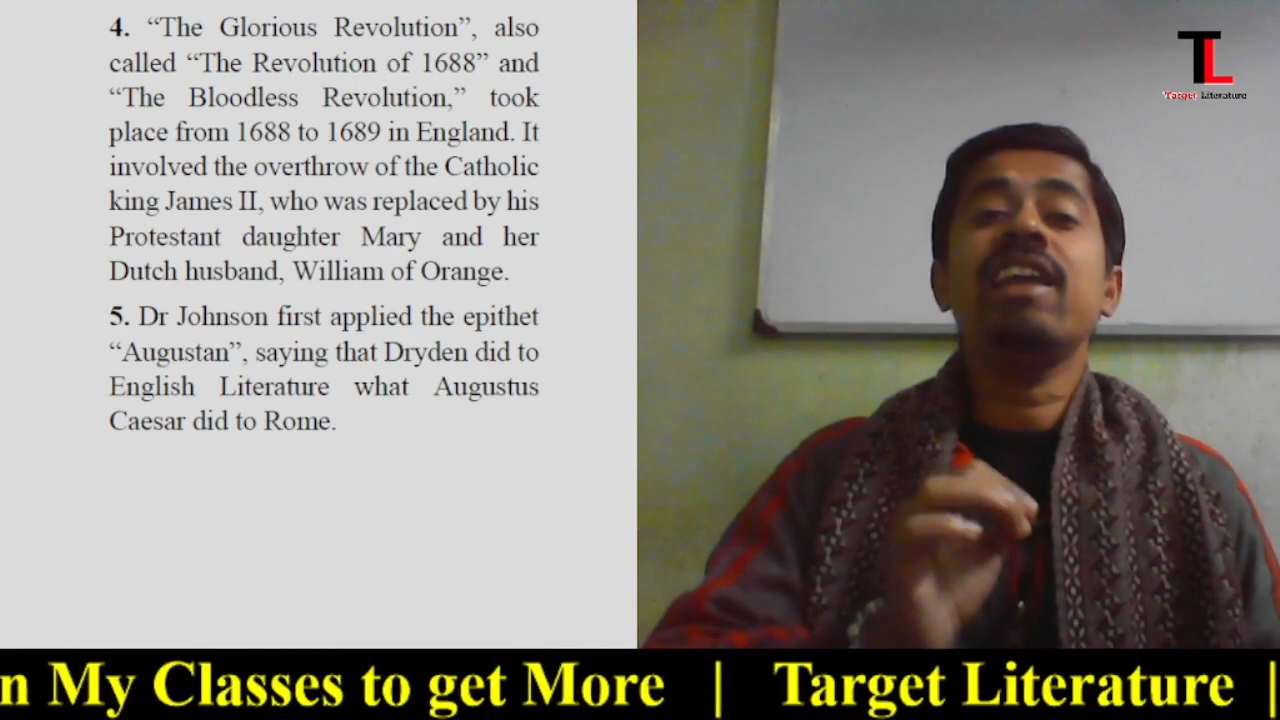 4. “The Glorious Revolution”, also
called “The Revolution of 1688” and
“The Bloodless Revolution,” took
place from 1688 to 1689 in England. It
involved the overthrow of the Catholic
king James II, who was replaced by his
Protestant daughter Mary and her
Dutch husband, William of Orange.
5. Dr Johnson first applied the epithet
“Augustan”, saying that Dryden did to
English Literature what Augustus
Caesar did to Rome.
TL
Target Literature
n My Classes to get More | Target Literature |